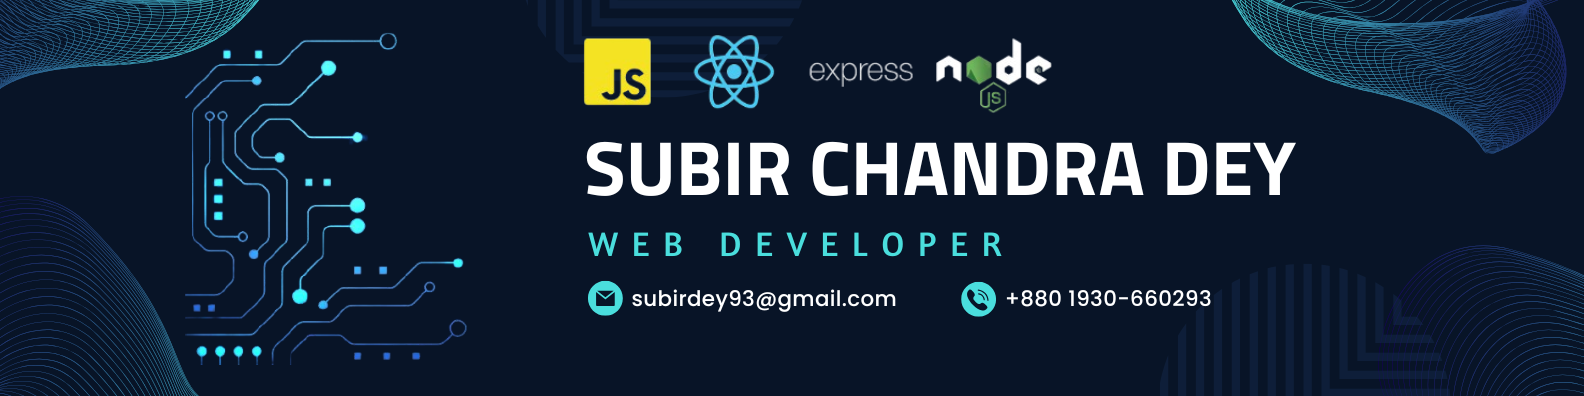 JS express node
JS
SUBIR CHANDRA DEY
WEB DEVELOPER
subirdey93@gmail.com +880 1930-660293